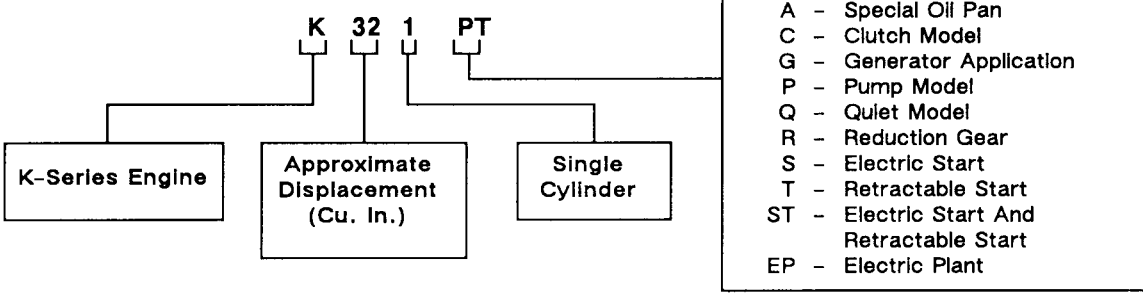 K 32 1 PT
K-Series Engine
Approximate
Displacement
(Cu. In.)
Single
Cylinder
A - Special Oil Pan
C - Clutch Model
G - Generator Application
P - Pump Model
Q - Quiet Model
R - Reduction Gear
S - Electric Start
T - Retractable Start
ST - Electric Start And
Retractable Start
EP - Electric Plant